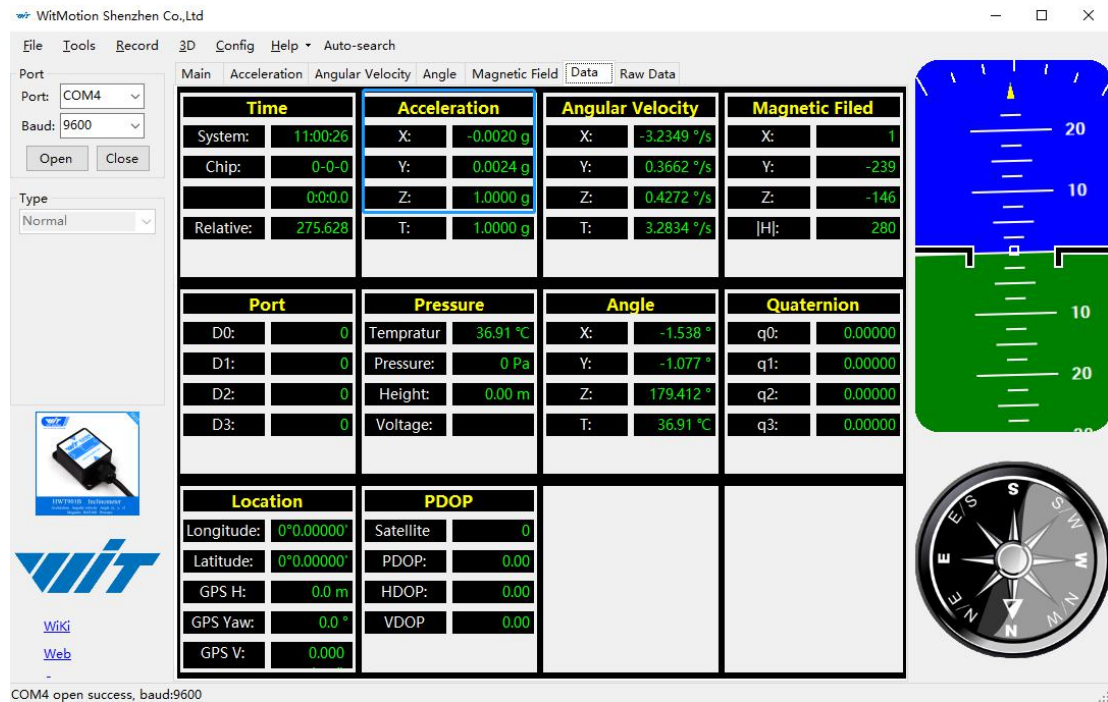 WitMotion Shenzhen Co.,Ltd
File Tools Record 3D Config Help Auto-search
Port
Port: COM4
Baud: 9600
Open Close
Type
Normal
Main Acceleration Angular Velocity Angle Magnetic Field Data Raw Data
Time
System: 11:00:26
Chip: 0-0-0
0:0:0.0
Relative: 275.628
Acceleration
X: -0.0020 g
Y: 0.0024 g
Z: 1.0000 g
T: 1.0000 g
Angular Velocity
X: -3.2349 °/s
Y: 0.3662 °/s
Z: 0.4272 °/s
T: 3.2834 °/s
Magnetic Filed
X: 1
Y: -239
Z: -146
|H|: 280
Port
D0: 0
D1: 0
D2: 0
D3: 0
Pressure
Tempratur 36.91 ℃
Pressure: 0 Pa
Height: 0.00 m
Voltage:
Angle
X: -1.538 °
Y: -1.077 °
Z: 179.412 °
T: 36.91 ℃
Quaternion
q0: 0.00000
q1: 0.00000
q2: 0.00000
q3: 0.00000
Location
Longitude: 0°0.00000'
Latitude: 0°0.00000'
GPS H: 0.0 m
GPS Yaw: 0.0 °
GPS V: 0.000
PDOP
Satellite 0
PDOP: 0.00
HDOP: 0.00
VDOP 0.00
20
10
10
20
S
S/W
W
N/W
N
N/E
E
E/S
HWT901B Inclinometer
WIT
WiKi
Web
COM4 open success, baud:9600